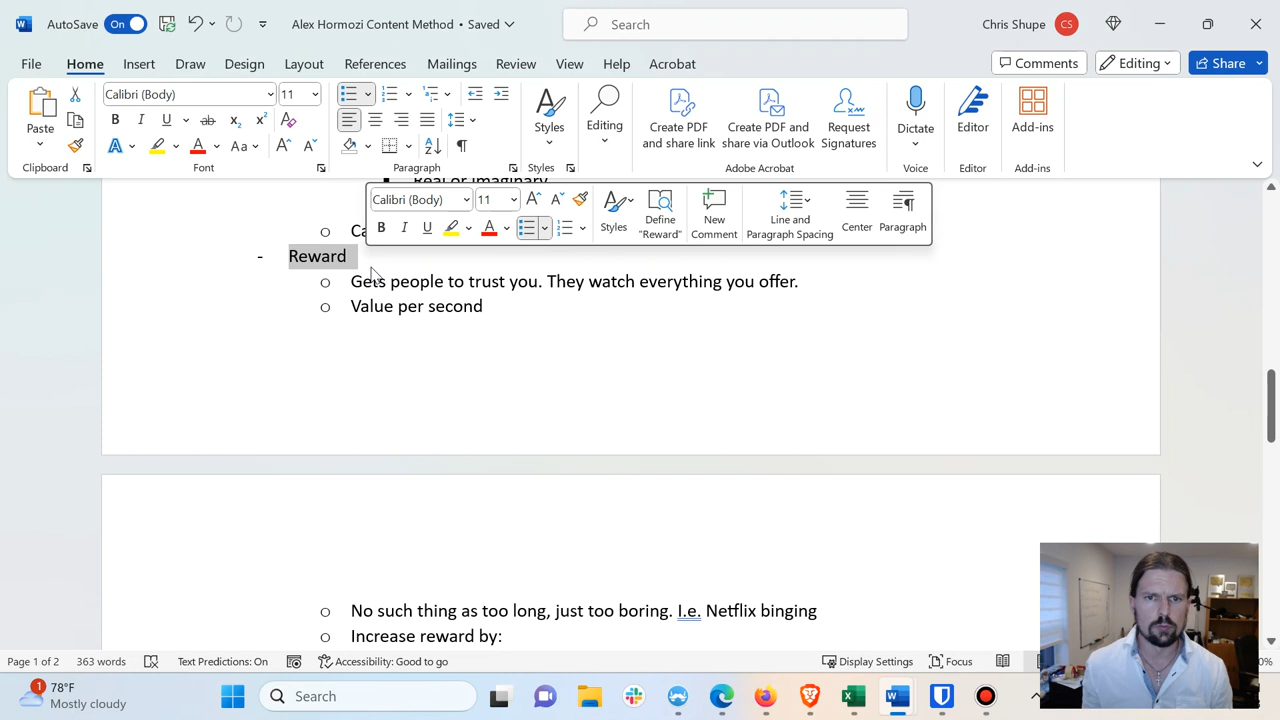 AutoSave On Alex Hormozi Content Method • Saved Search Chris Shupe CS
File Home Insert Draw Design Layout References Mailings Review View Help Acrobat Comments Editing Share
Calibri (Body) 11
Paste
Styles
Editing
Create PDF and share link
Create PDF and share via Outlook
Request Signatures
Dictate
Editor
Add-ins
Clipboard Font Paragraph Styles Adobe Acrobat Voice Editor Add-ins
Real or imaginary
Calibri (Body) 11
Styles
Define "Reward"
New Comment
Line and Paragraph Spacing
Center
Paragraph
o Ca
- Reward
o Gets people to trust you. They watch everything you offer.
o Value per second
o No such thing as too long, just too boring. I.e. Netflix binging
o Increase reward by:
Page 1 of 2 363 words Text Predictions: On Accessibility: Good to go Display Settings Focus 0%
1 78°F
Mostly cloudy
Search